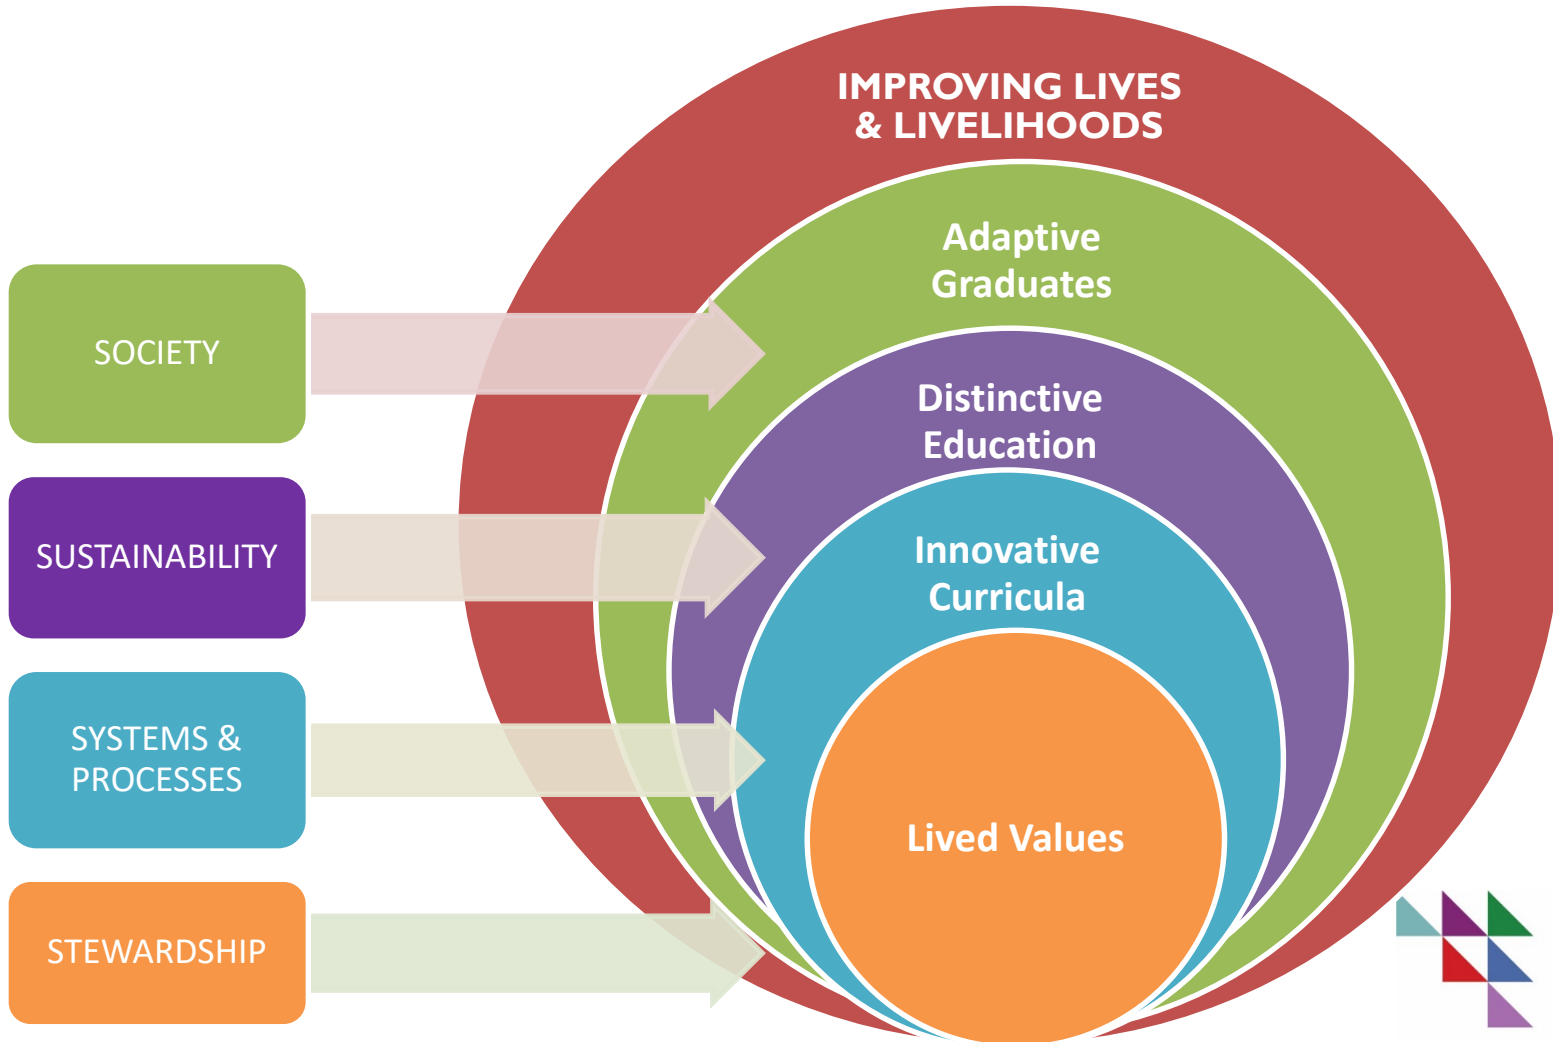 IMPROVING LIVES
& LIVELIHOODS
Adaptive
Graduates
SOCIETY
Distinctive
Education
SUSTAINABILITY
Innovative
Curricula
SYSTEMS &
PROCESSES
Lived Values
STEWARDSHIP